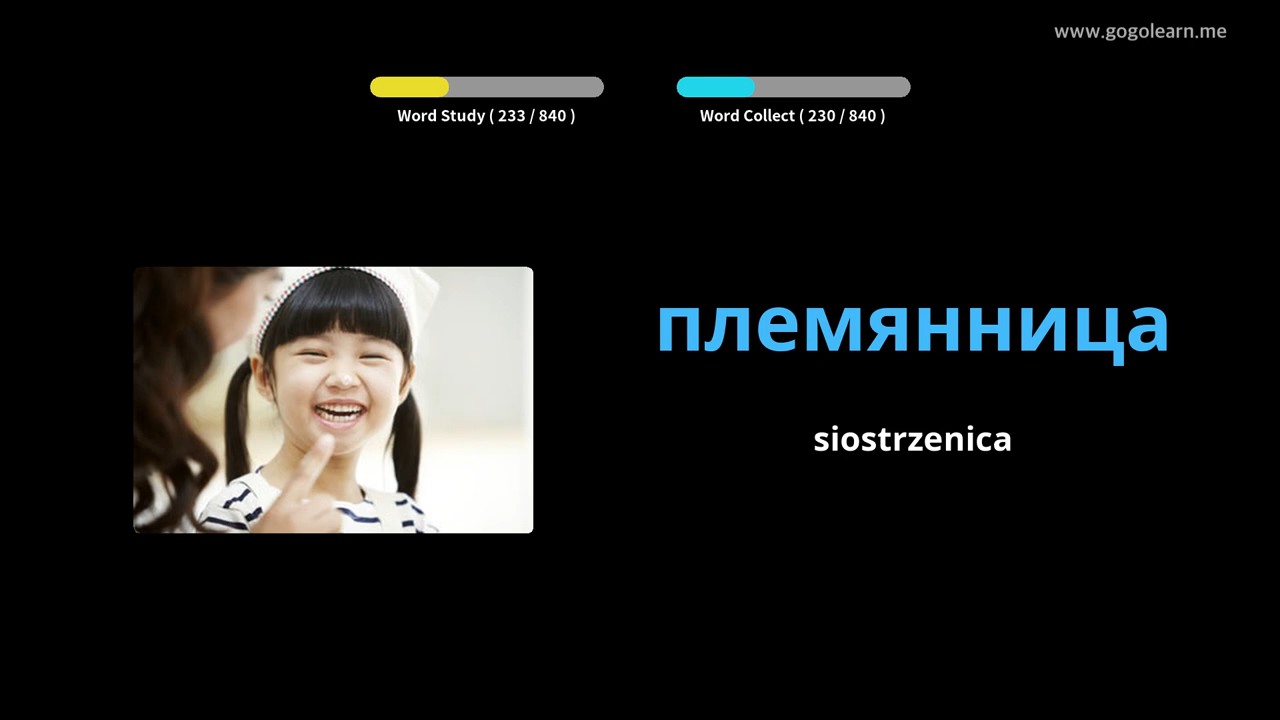 www.gogolearn.me
Word Study ( 233 / 840 )
Word Collect ( 230 / 840 )
племянница
siostrzenica